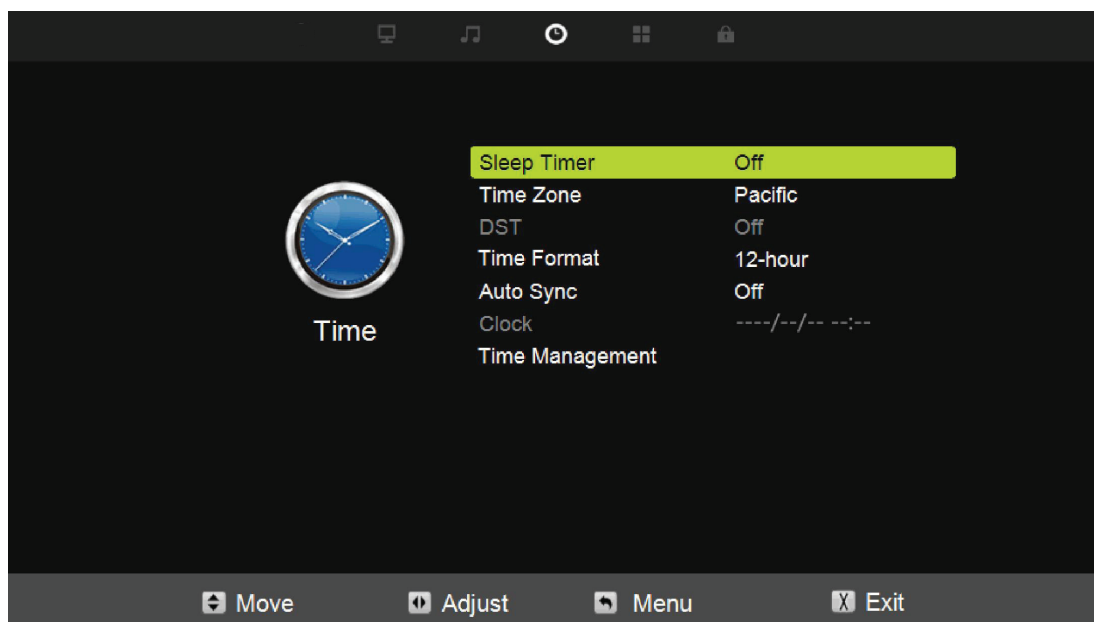 Sleep Timer Off
Time Zone Pacific
DST Off
Time Format 12-hour
Auto Sync Off
Clock ----/--/-- --:--
Time Management
Time
Move Adjust Menu X Exit